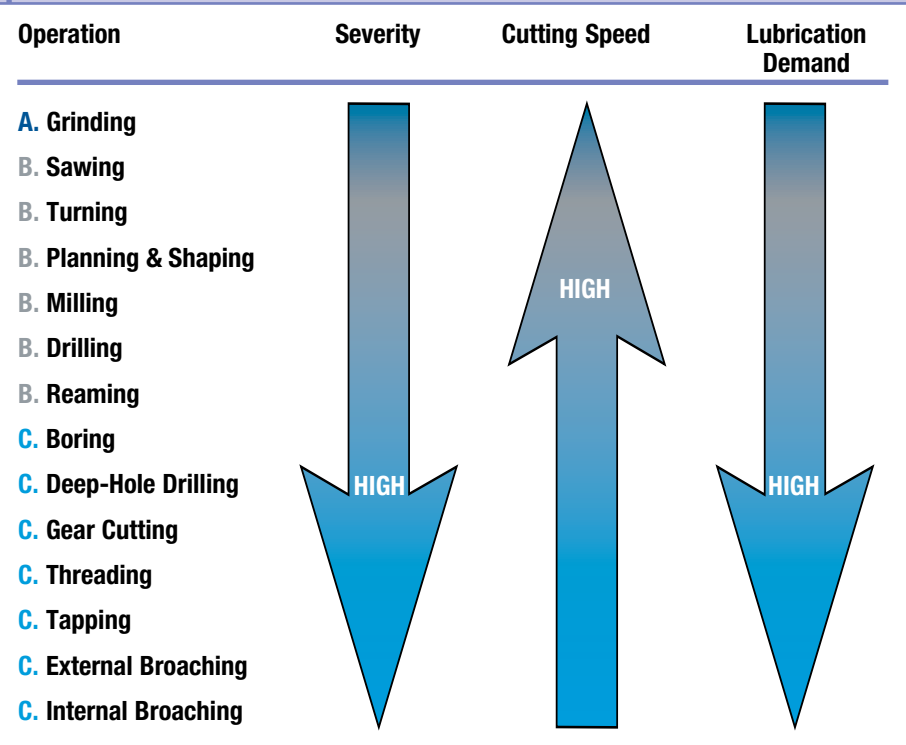 Operation Severity Cutting Speed Lubrication
Demand
A. Grinding
B. Sawing
B. Turning
B. Planning & Shaping
HIGH
B. Milling
B. Drilling
B. Reaming
C. Boring
C. Deep-Hole Drilling HIGH HIGH
C. Gear Cutting
C. Threading
C. Tapping
C. External Broaching
C. Internal Broaching